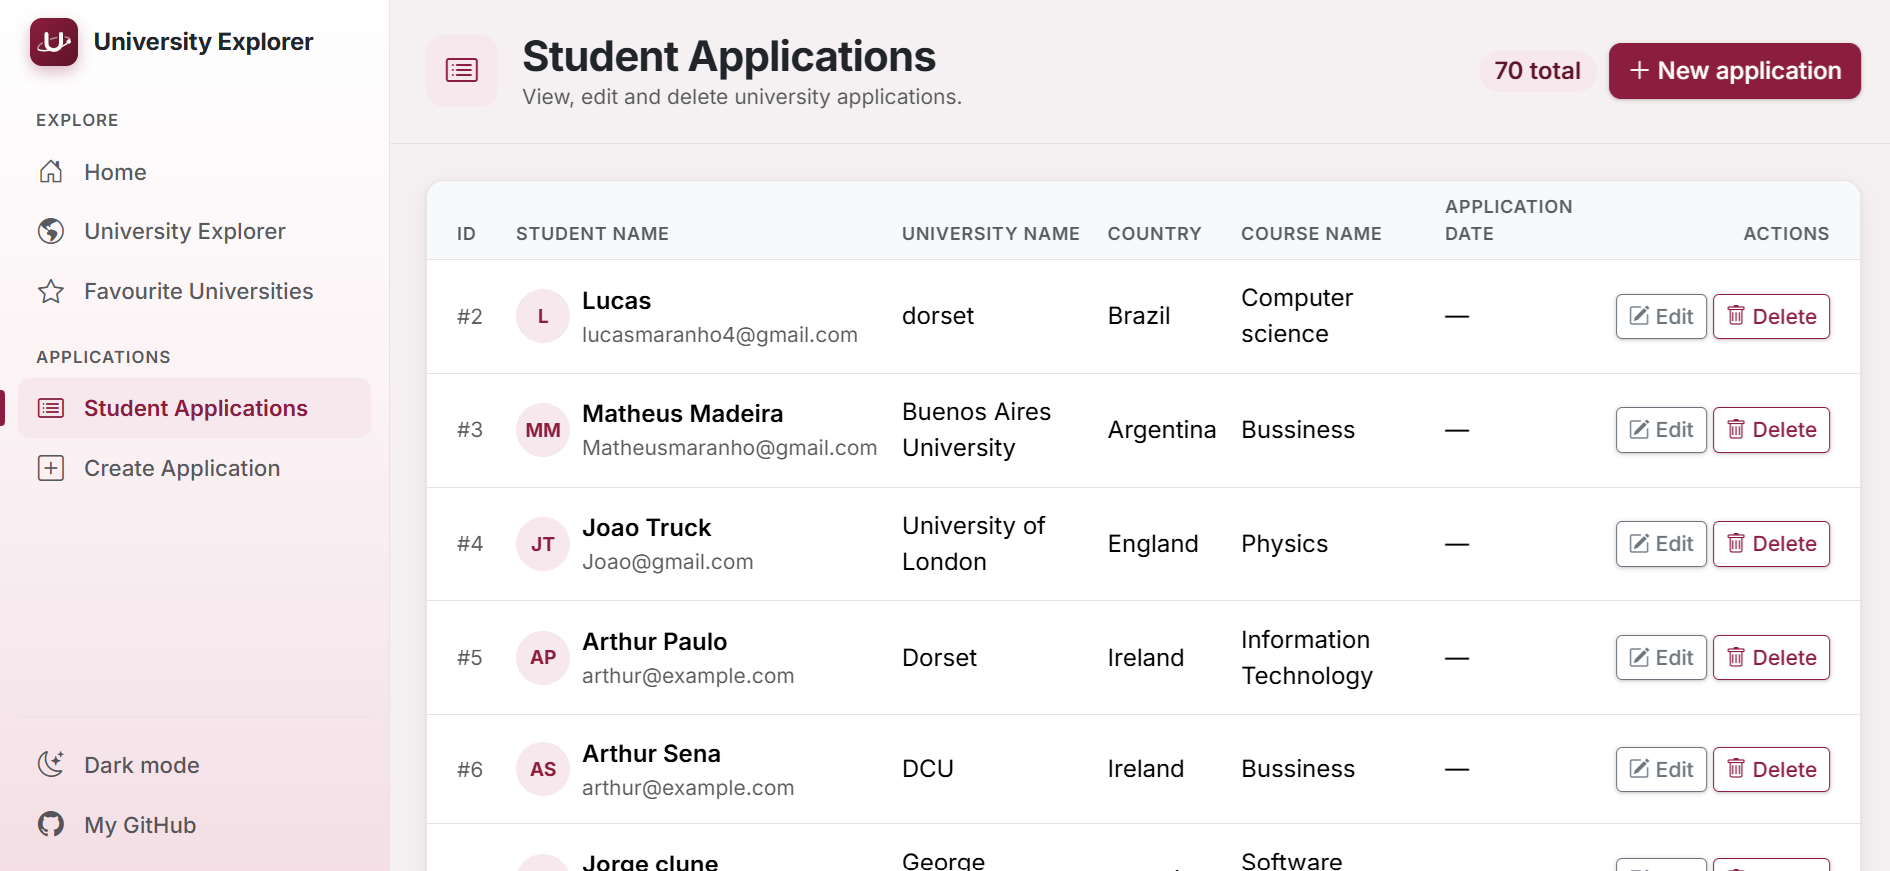 University Explorer
EXPLORE
Home
University Explorer
Favourite Universities
APPLICATIONS
Student Applications
Create Application
Dark mode
My GitHub
Student Applications
View, edit and delete university applications.
70 total
+ New application
ID STUDENT NAME UNIVERSITY NAME COUNTRY COURSE NAME APPLICATION DATE ACTIONS
#2
L
Lucas
lucasmaranho4@gmail.com
dorset
Brazil
Computer
science
—
Edit
Delete
#3
MM
Matheus Madeira
Matheusmaranho@gmail.com
Buenos Aires
University
Argentina
Bussiness
—
Edit
Delete
#4
JT
Joao Truck
Joao@gmail.com
University of
London
England
Physics
—
Edit
Delete
#5
AP
Arthur Paulo
arthur@example.com
Dorset
Ireland
Information
Technology
—
Edit
Delete
#6
AS
Arthur Sena
arthur@example.com
DCU
Ireland
Bussiness
—
Edit
Delete
Jorge clune
George
Software